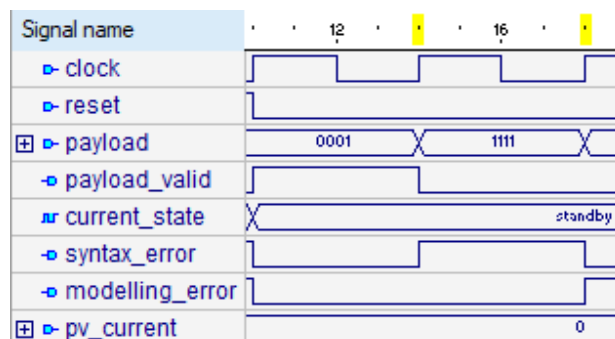 Signal name 12 16
clock
reset
payload 0001 1111
payload_valid
current_state standby
syntax_error
modelling_error
pv_current 0